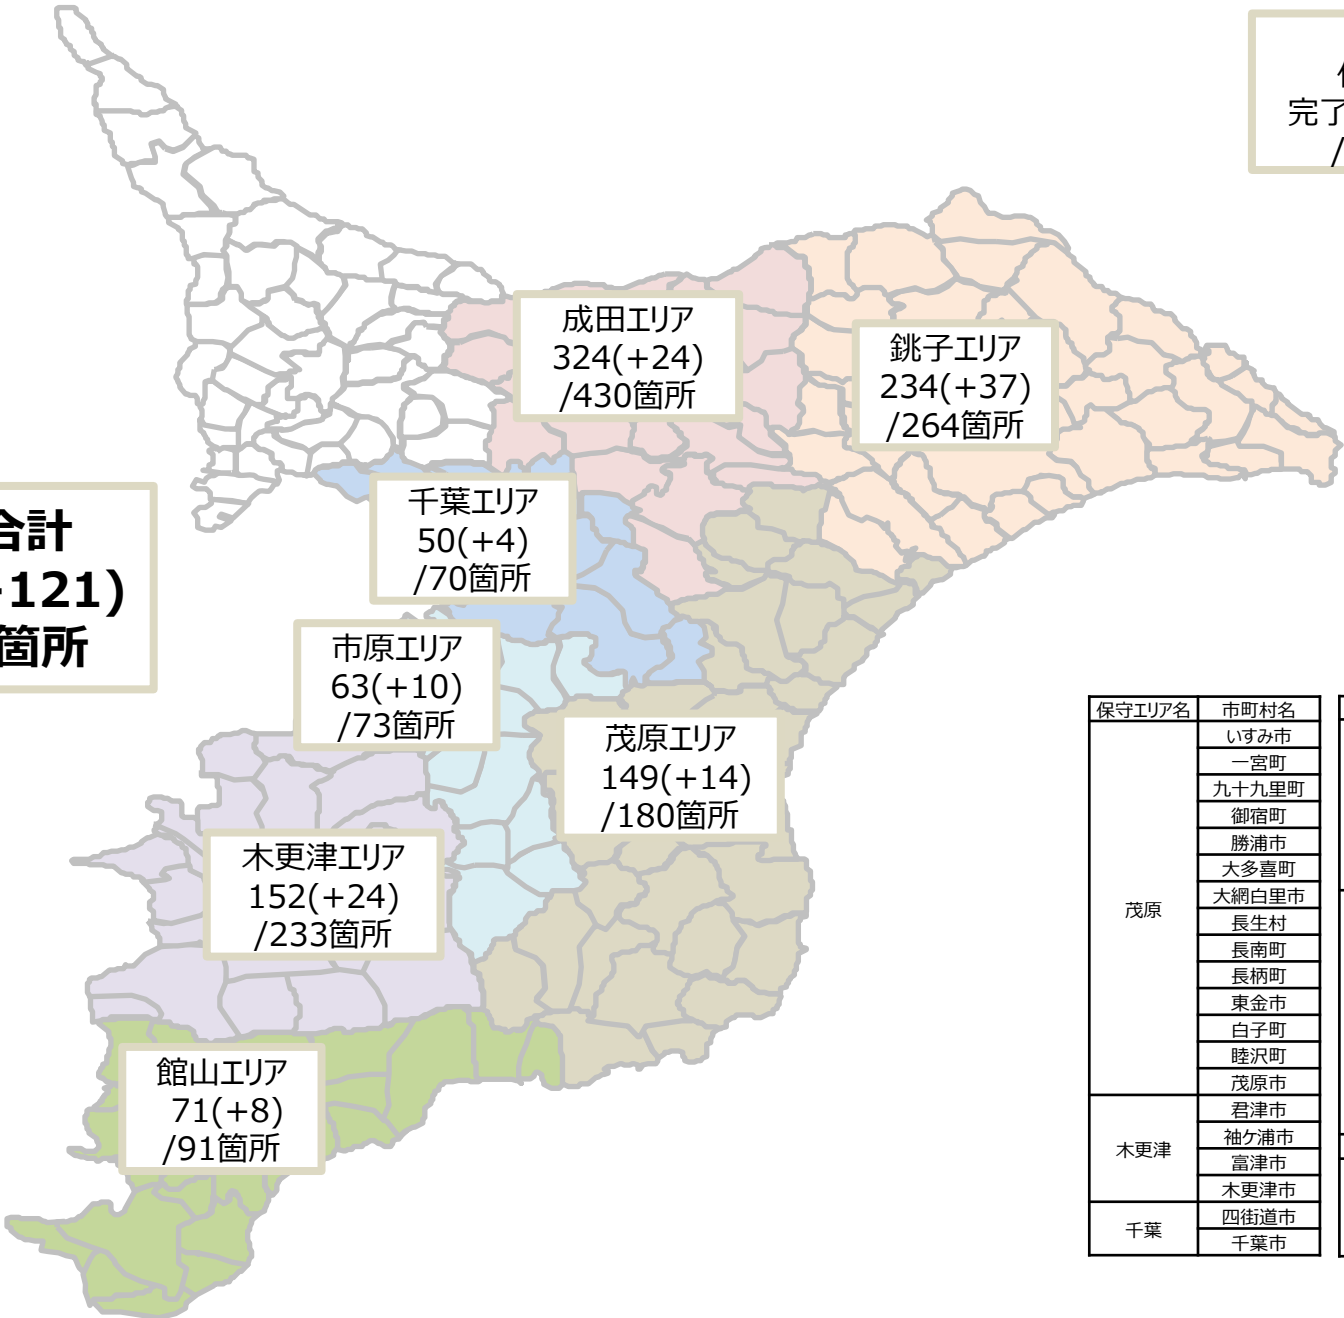 完了
/
成田エリア
324(+24)
/430箇所
銚子エリア
234(+37)
/264箇所
千葉エリア
50(+4)
/70箇所
合計
+121)
箇所
市原エリア
63(+10)
/73箇所
茂原エリア
149(+14)
/180箇所
木更津エリア
152(+24)
/233箇所
館山エリア
71(+8)
/91箇所
保守エリア名 市町村名
茂原
いすみ市
一宮町
九十九里町
御宿町
勝浦市
大多喜町
大網白里市
長生村
長南町
長柄町
東金市
白子町
睦沢町
茂原市
木更津
君津市
袖ケ浦市
富津市
木更津市
千葉
四街道市
千葉市